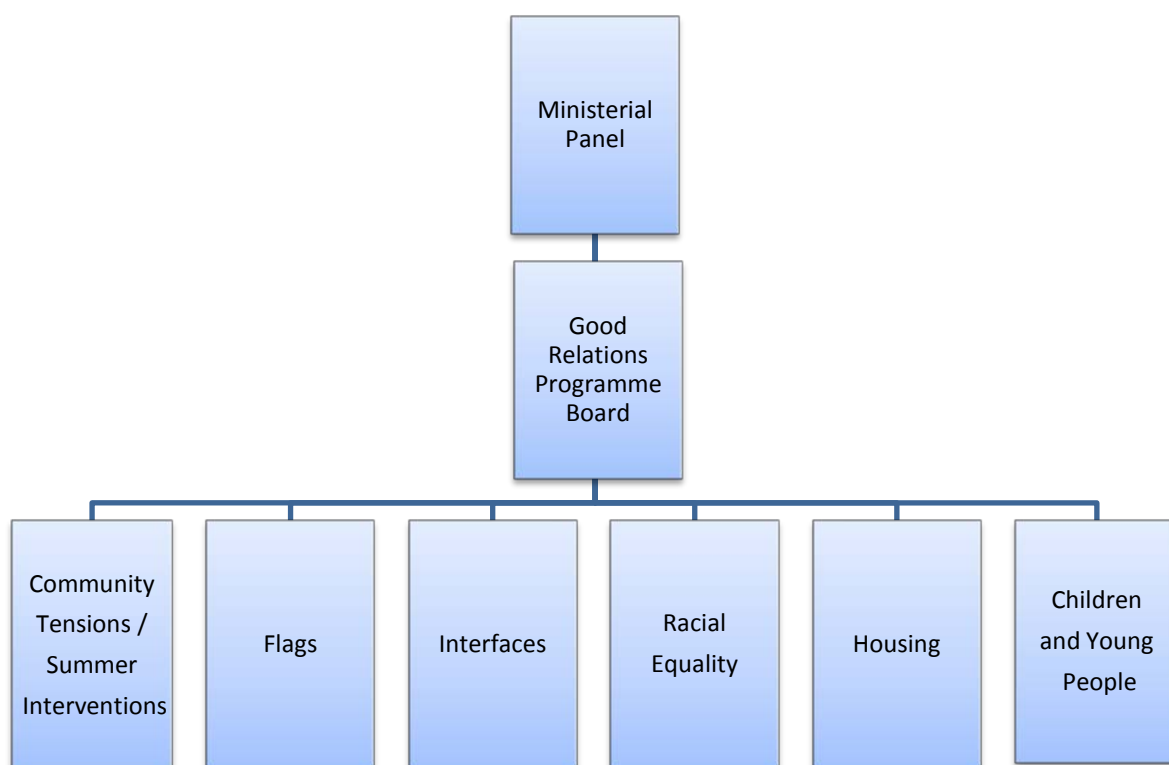 Ministerial
Panel
Good
Relations
Programme
Board
Community
Tensions /
Summer
Interventions
Flags
Interfaces
Racial
Equality
Housing
Children
and Young
People